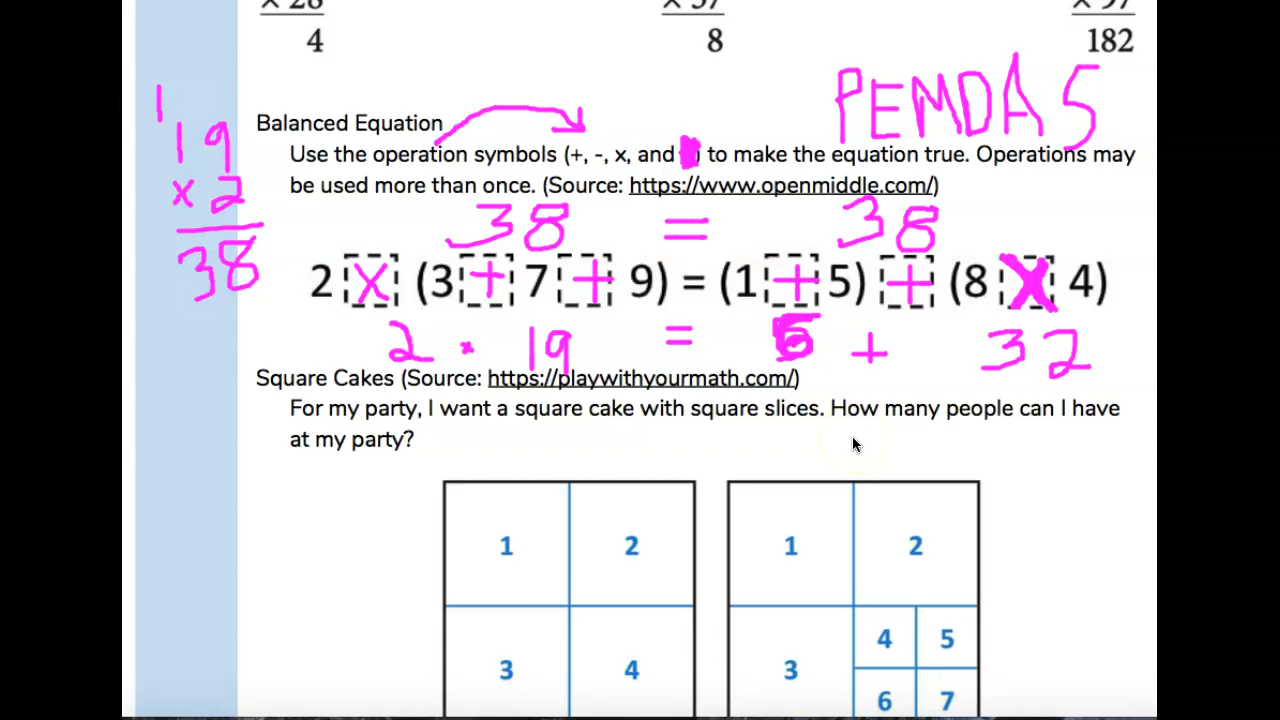 × 28 × 37 × 97
4 8 182
PEMDAS
1
19
× 2
38
Balanced Equation
Use the operation symbols (+, -, x, and to make the equation true. Operations may
be used more than once. (Source: https://www.openmiddle.com/)
38 = 38
2 × (3 + 7 + 9) = (1 + 5) + (8 × 4)
2 · 19 = 6 + 32
Square Cakes (Source: https://playwithyourmath.com/)
For my party, I want a square cake with square slices. How many people can I have
at my party?
1 2 1 2
3 4 3 4 5
6 7